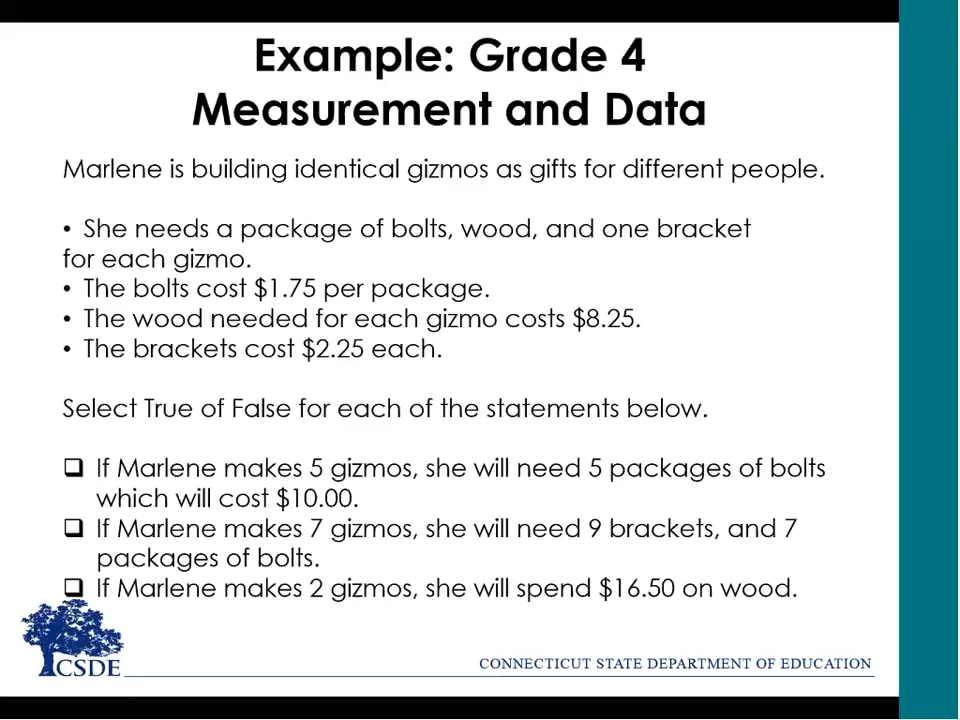 Example: Grade 4
Measurement and Data
Marlene is building identical gizmos as gifts for different people.
• She needs a package of bolts, wood, and one bracket
for each gizmo.
• The bolts cost $1.75 per package.
• The wood needed for each gizmo costs $8.25.
• The brackets cost $2.25 each.
Select True of False for each of the statements below.
❑ If Marlene makes 5 gizmos, she will need 5 packages of bolts
which will cost $10.00.
❑ If Marlene makes 7 gizmos, she will need 9 brackets, and 7
packages of bolts.
❑ If Marlene makes 2 gizmos, she will spend $16.50 on wood.
CSDE
CONNECTICUT STATE DEPARTMENT OF EDUCATION